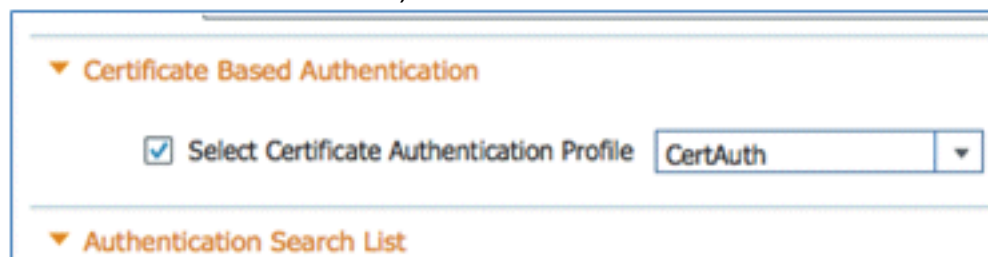 Certificate Based Authentication
Select Certificate Authentication Profile CertAuth
Authentication Search List